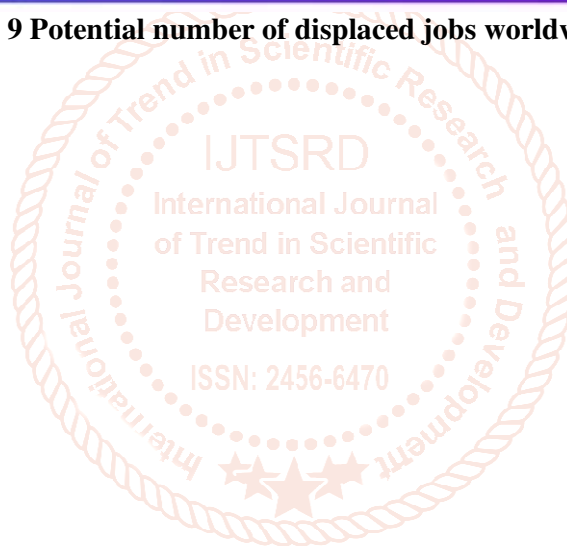 9 Potential number of displaced jobs worldw
International Journal of Trend in Scientific Research and Development
IJTSRD
International Journal
of Trend in Scientific
Research and
Development
ISSN: 2456-6470